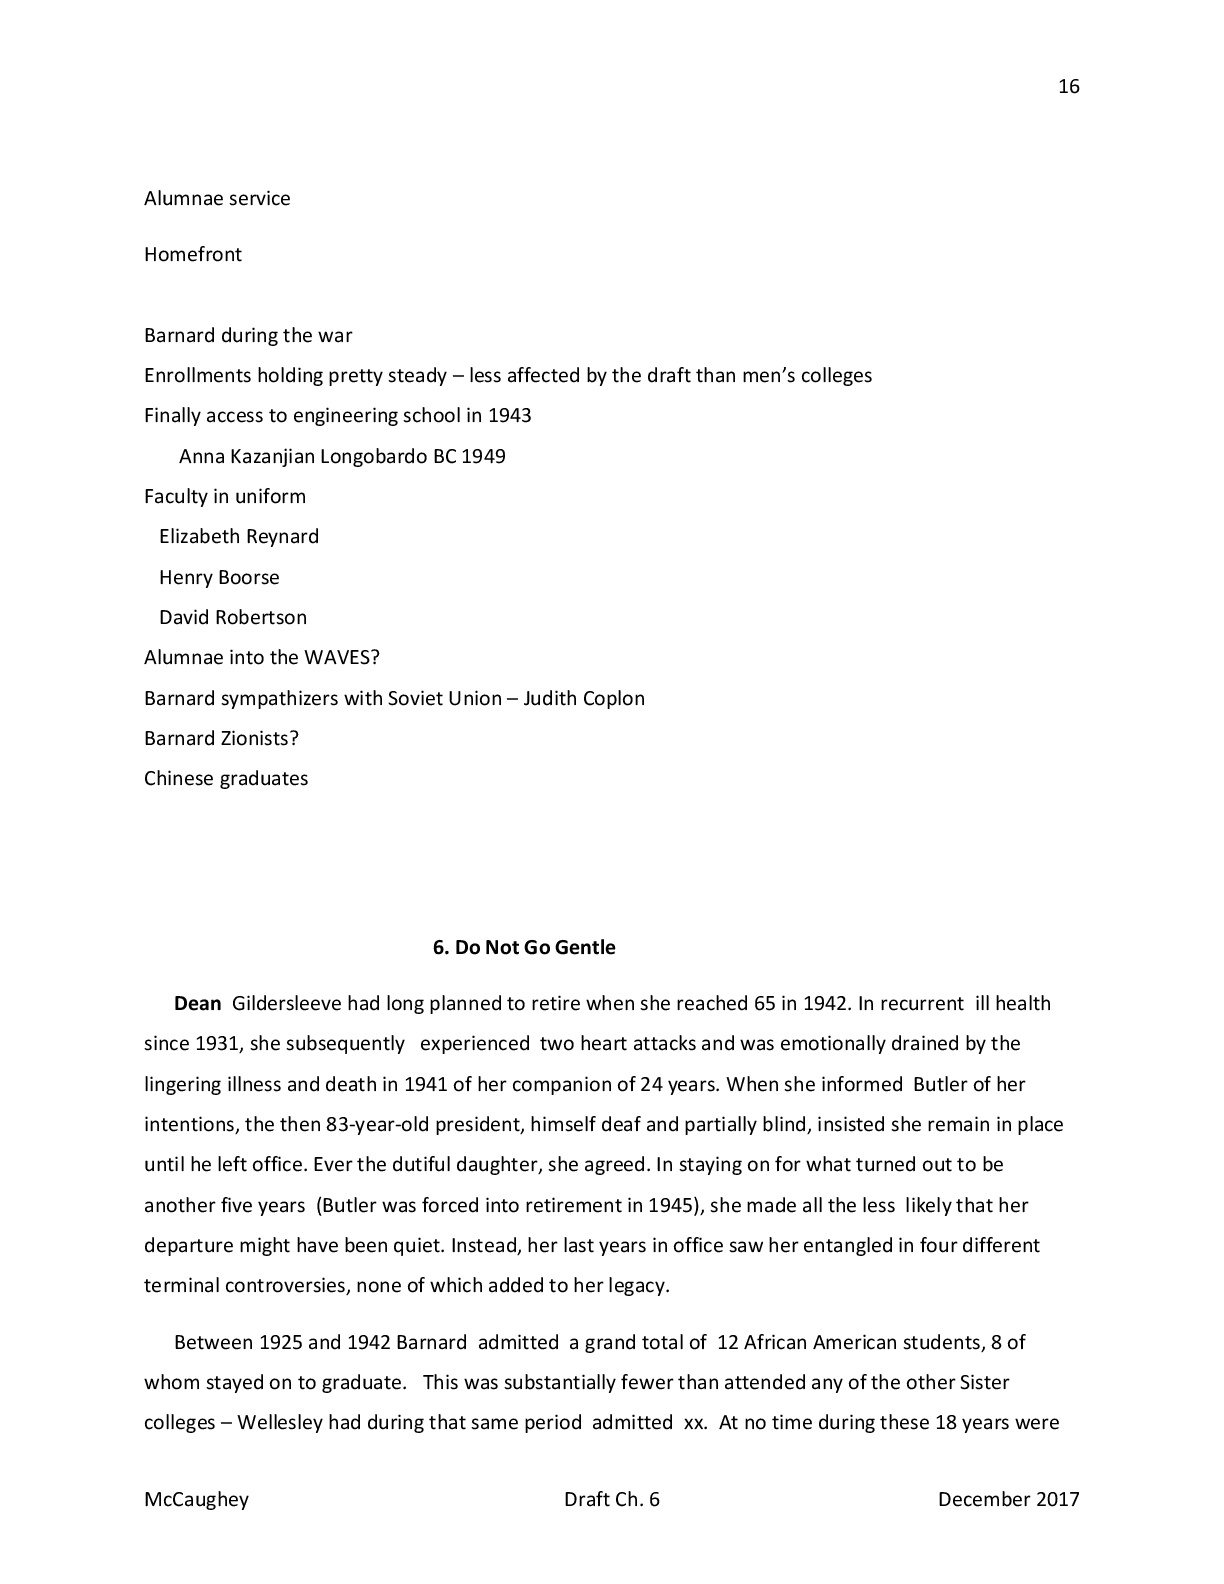 16
Alumnae service
Homefront
Barnard during the war
Enrollments holding pretty steady – less affected by the draft than men’s colleges
Finally access to engineering school in 1943
Anna Kazanjian Longobardo BC 1949
Faculty in uniform
Elizabeth Reynard
Henry Boorse
David Robertson
Alumnae into the WAVES?
Barnard sympathizers with Soviet Union – Judith Coplon
Barnard Zionists?
Chinese graduates
6. Do Not Go Gentle
Dean Gildersleeve had long planned to retire when she reached 65 in 1942. In recurrent ill health
since 1931, she subsequently experienced two heart attacks and was emotionally drained by the
lingering illness and death in 1941 of her companion of 24 years. When she informed Butler of her
intentions, the then 83-year-old president, himself deaf and partially blind, insisted she remain in place
until he left office. Ever the dutiful daughter, she agreed. In staying on for what turned out to be
another five years (Butler was forced into retirement in 1945), she made all the less likely that her
departure might have been quiet. Instead, her last years in office saw her entangled in four different
terminal controversies, none of which added to her legacy.
Between 1925 and 1942 Barnard admitted a grand total of 12 African American students, 8 of
whom stayed on to graduate. This was substantially fewer than attended any of the other Sister
colleges – Wellesley had during that same period admitted xx. At no time during these 18 years were
McCaughey Draft Ch. 6 December 2017